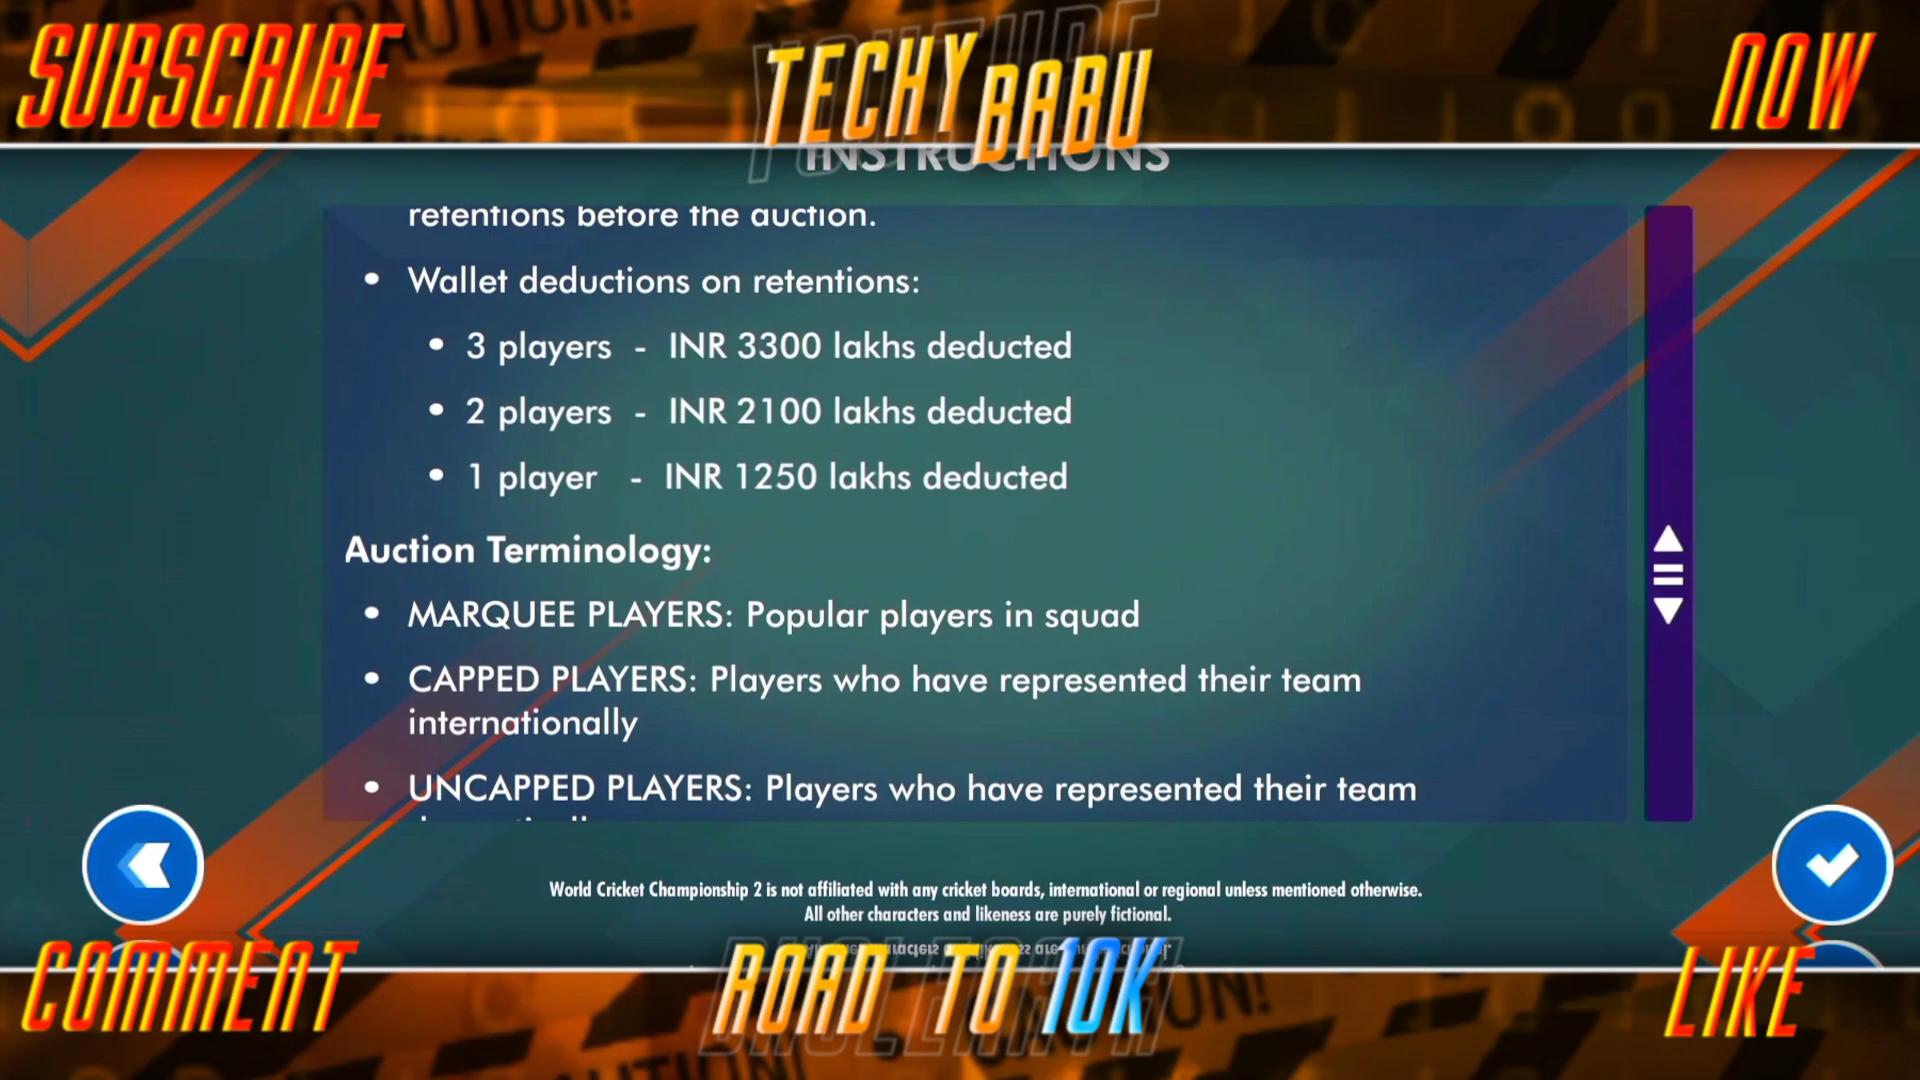 SUBSCRIBE
TECHY BABU
NOW
INSTRUCTIONS
retentions before the auction.
• Wallet deductions on retentions:
• 3 players - INR 3300 lakhs deducted
• 2 players - INR 2100 lakhs deducted
• 1 player - INR 1250 lakhs deducted
Auction Terminology:
• MARQUEE PLAYERS: Popular players in squad
• CAPPED PLAYERS: Players who have represented their team
internationally
• UNCAPPED PLAYERS: Players who have represented their team
World Cricket Championship 2 is not affiliated with any cricket boards, international or regional unless mentioned otherwise.
All other characters and likeness are purely fictional.
COMMENT
ROAD TO 10K
LIKE